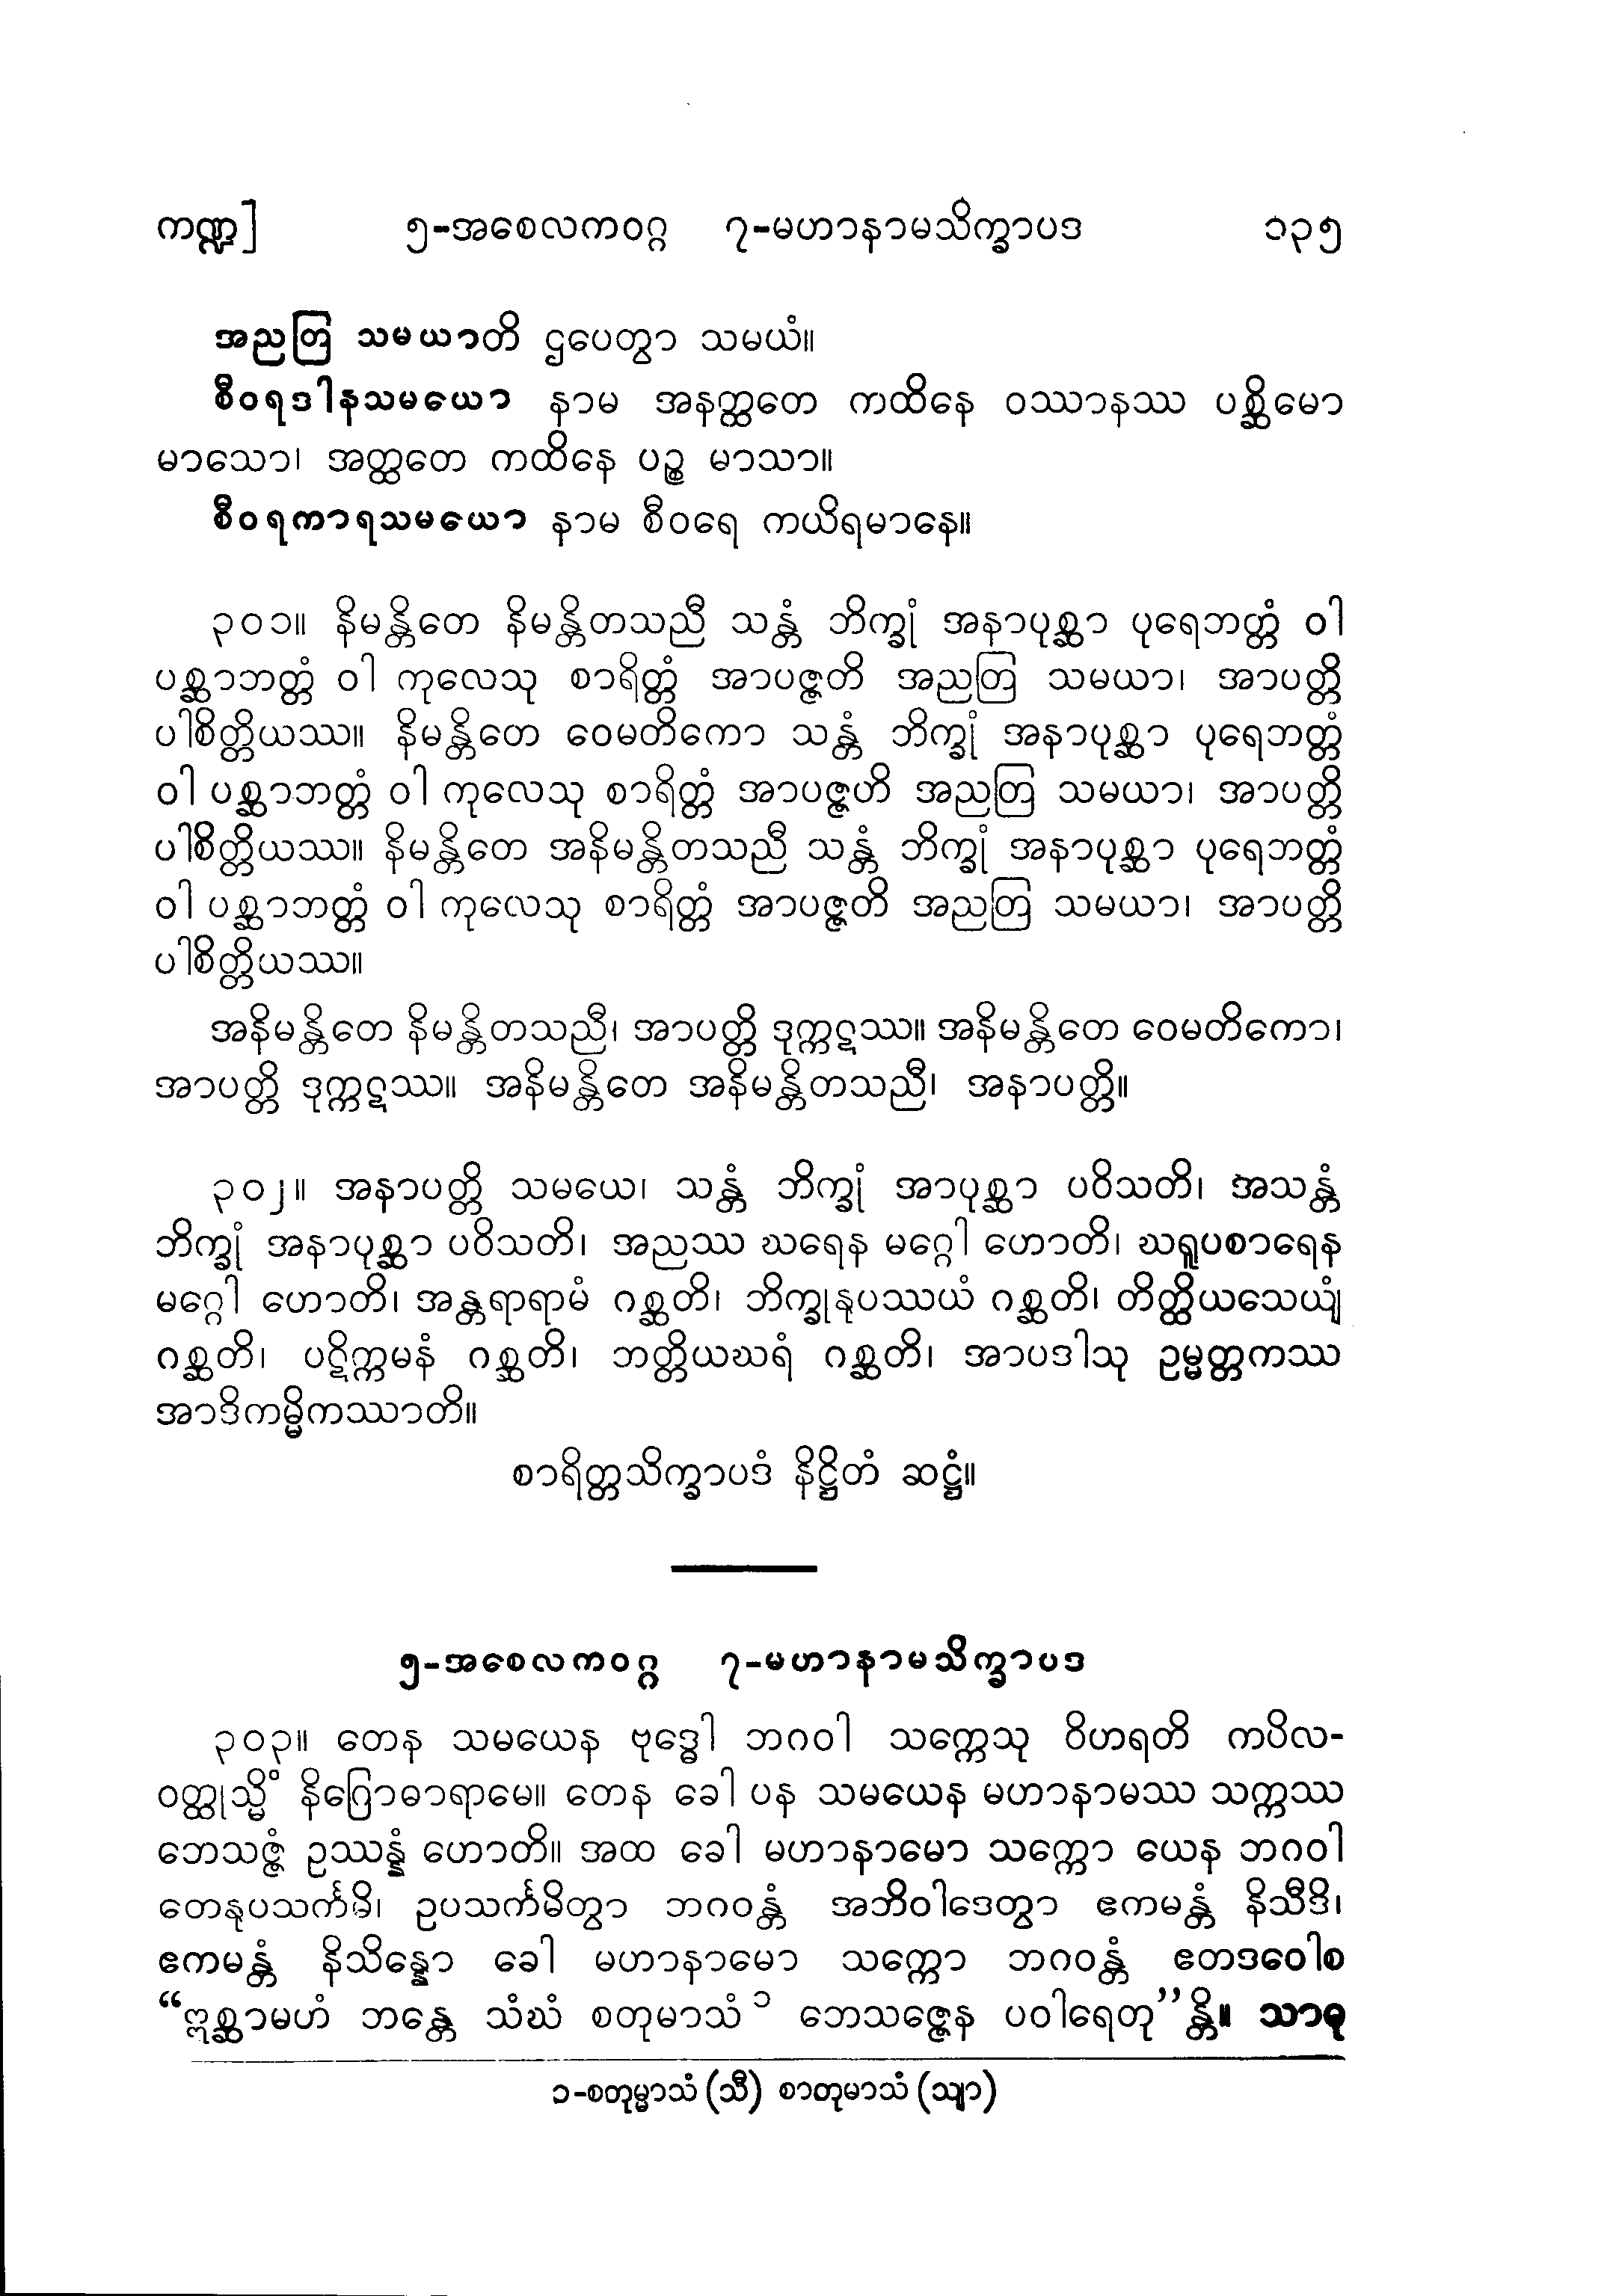 ကဏ္ဍ] ၅-အစေလကဝဂ္ဂ ၇-မဟာနာမသိက္ခာပဒ ၁၃၅
အညတြ သမယာတိ ဌပေတွာ သမယံ။
စီဝရဒါနသမယော နာမ အနတ္ထတေ ကထိနေ ဝဿာနဿ ပစ္ဆိမော
မာသော၊ အတ္ထတေ ကထိနေ ပဉ္စ မာသာ။
စီဝရကာရသမယော နာမ စီဝရေ ကယိရမာနေ။
၃၀၁။ နိမန္တိတေ နိမန္တိတသညီ သန္တံ ဘိက္ခုံ အနာပုစ္ဆာ ပုရေဘတ္တံ ဝါ
ပစ္ဆာဘတ္တံ ဝါ ကုလေသု စာရိတ္တံ အာပဇ္ဇတိ အညတြ သမယာ၊ အာပတ္တိ
ပါစိတ္တိယဿ။ နိမန္တိတေ ဝေမတိကော သန္တံ ဘိက္ခုံ အနာပုစ္ဆာ ပုရေဘတ္တံ
ဝါ ပစ္ဆာဘတ္တံ ဝါ ကုလေသု စာရိတ္တံ အာပဇ္ဇဟိ အညတြ သမယာ၊ အာပတ္တိ
ပါစိတ္တိယဿ။ နိမန္တိတေ အနိမန္တိတသညီ သန္တံ ဘိက္ခုံ အနာပုစ္ဆာ ပုရေဘတ္တံ
ဝါ ပစ္ဆာဘတ္တံ ဝါ ကုလေသု စာရိတ္တံ အာပဇ္ဇတိ အညတြ သမယာ၊ အာပတ္တိ
ပါစိတ္တိယဿ။
အနိမန္တိတေ နိမန္တိတသညီ၊ အာပတ္တိ ဒုက္ကဋဿ။ အနိမန္တိတေ ဝေမတိကော၊
အာပတ္တိ ဒုက္ကဋဿ။ အနိမန္တိတေ အနိမန္တိတသညီ၊ အနာပတ္တိ။
၃၀၂။ အနာပတ္တိ သမယေ၊ သန္တံ ဘိက္ခုံ အာပုစ္ဆာ ပဝိသတိ၊ အသန္တံ
ဘိက္ခုံ အနာပုစ္ဆာ ပဝိသတိ၊ အညဿ ဃရေန မဂ္ဂေါ ဟောတိ၊ ဃရူပစာရေန
မဂ္ဂေါ ဟောတိ၊ အန္တရာရာမံ ဂစ္ဆတိ၊ ဘိက္ခုနုပဿယံ ဂစ္ဆတိ၊ တိတ္ထိယသေယျံ
ဂစ္ဆတိ၊ ပဋိက္ကမနံ ဂစ္ဆတိ၊ ဘတ္တိယဃရံ ဂစ္ဆတိ၊ အာပဒါသု ဥမ္မတ္တကဿ
အာဒိကမ္မိကဿာတိ။
စာရိတ္တသိက္ခာပဒံ နိဋ္ဌိတံ ဆဋ္ဌံ။
၅-အစေလကဝဂ္ဂ ၇-မဟာနာမသိက္ခာပဒ
၃၀၃။ တေန သမယေန ဗုဒ္ဓေါ ဘဂဝါ သက္ကေသု ဝိဟရတိ ကပိလ-
ဝတ္ထုသ္မိံ နိဂြောဓာရာမေ။ တေန ခေါ ပန သမယေန မဟာနာမဿ သက္ကဿ
ဘေသဇ္ဇံ ဥဿန္နံ ဟောတိ။ အထ ခေါ မဟာနာမော သက္ကော ယေန ဘဂဝါ
တေနုပသင်္ကမိ၊ ဥပသင်္ကမိတွာ ဘဂဝန္တံ အဘိဝါဒေတွာ ဧကမန္တံ နိသီဒိ၊
ဧကမန္တံ နိသိန္နော ခေါ မဟာနာမော သက္ကော ဘဂဝန္တံ ဧတဒဝေါစ
“ဣစ္ဆာမဟံ ဘန္တေ သံဃံ စတုမာသံ ၁ ဘေသဇ္ဇေန ပဝါရေတု”န္တိ။ သာဓု
၁-စတုမ္မာသံ (သီ) စာတုမာသံ (သျာ)